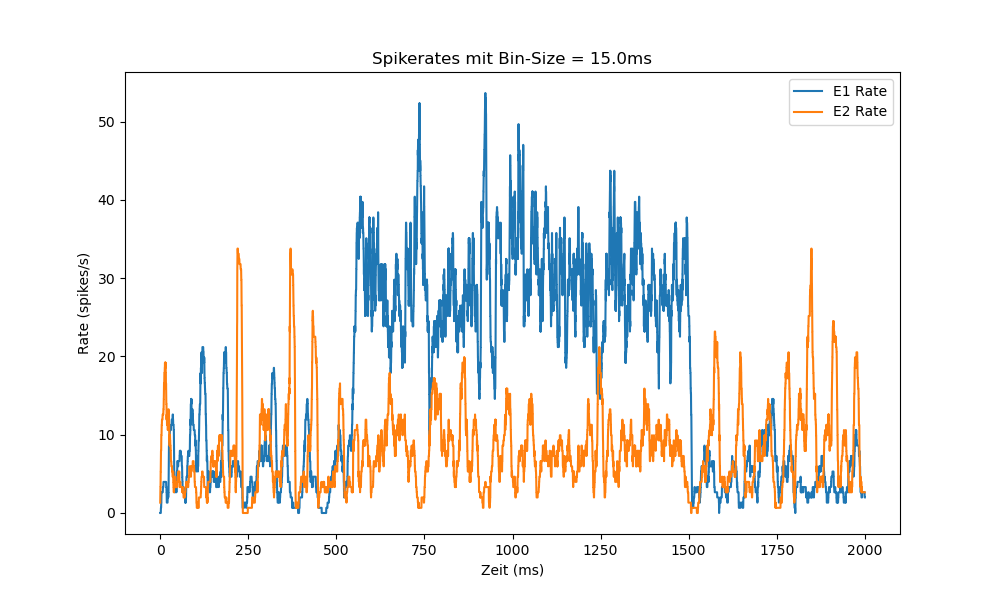 Spikerates mit Bin-Size = 15.0ms
E1 Rate
E2 Rate
50
40
30
20
10
0
Rate (spikes/s)
0 250 500 750 1000 1250 1500 1750 2000
Zeit (ms)